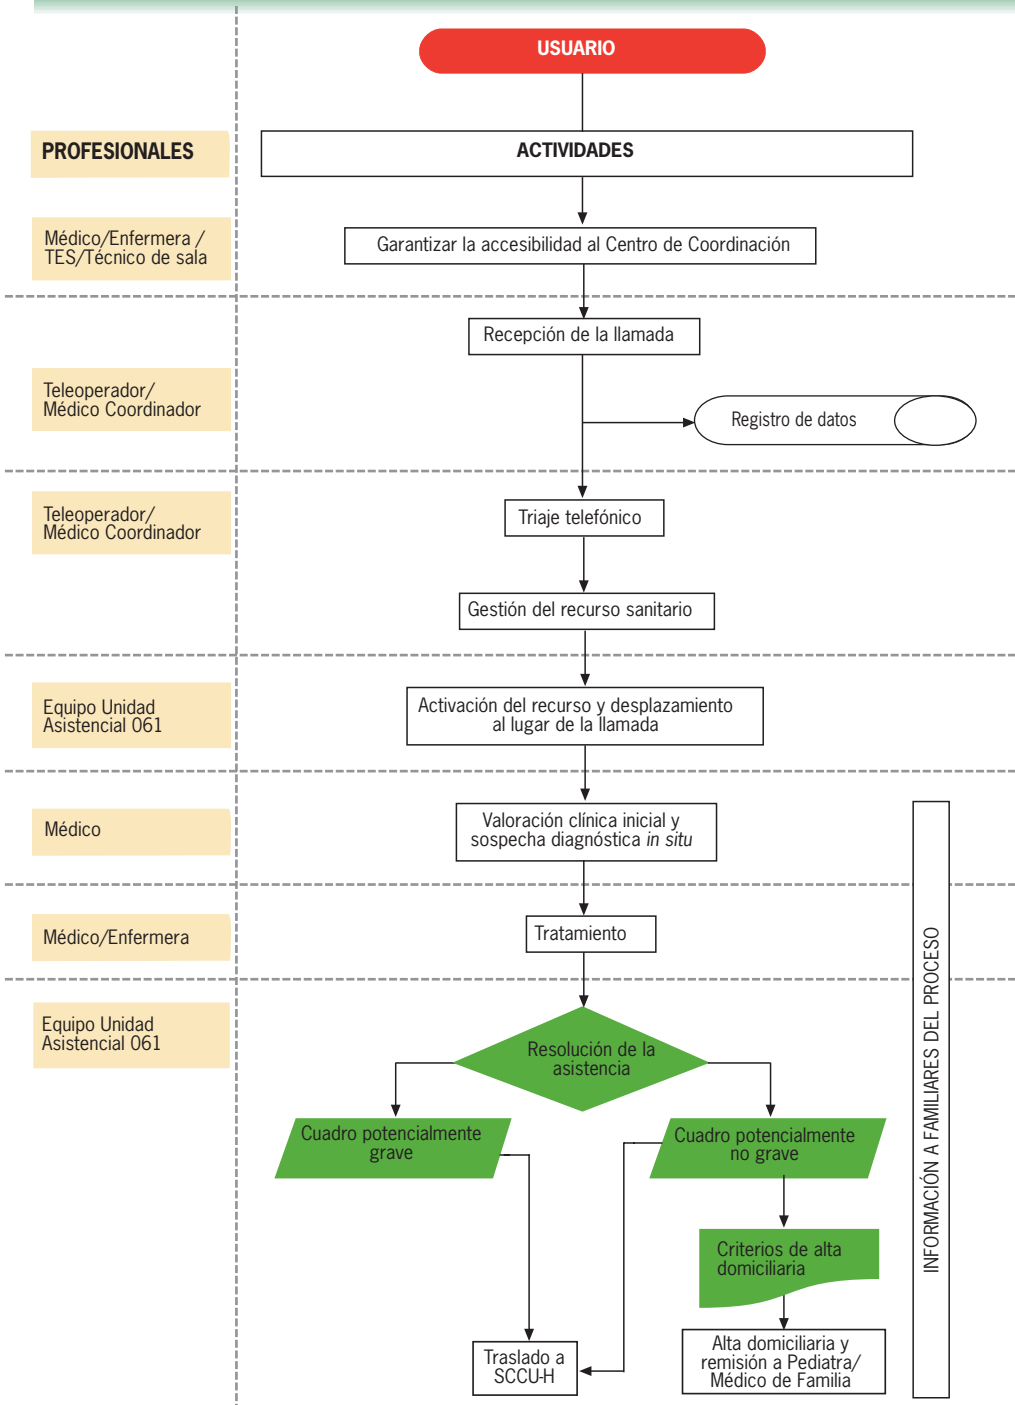 USUARIO
PROFESIONALES
ACTIVIDADES
Médico/Enfermera /
TES/Técnico de sala
Garantizar la accesibilidad al Centro de Coordinación
Recepción de la llamada
Teleoperador/
Médico Coordinador
Registro de datos
Teleoperador/
Médico Coordinador
Triaje telefónico
Gestión del recurso sanitario
Equipo Unidad
Asistencial 061
Activación del recurso y desplazamiento
al lugar de la llamada
Médico
Valoración clínica inicial y
sospecha diagnóstica in situ
Médico/Enfermera
Tratamiento
Equipo Unidad
Asistencial 061
Resolución de la
asistencia
Cuadro potencialmente
grave
Cuadro potencialmente
no grave
Criterios de alta
domiciliaria
Traslado a
SCCU-H
Alta domiciliaria y
remisión a Pediatra/
Médico de Familia
INFORMACIÓN A FAMILIARES DEL PROCESO